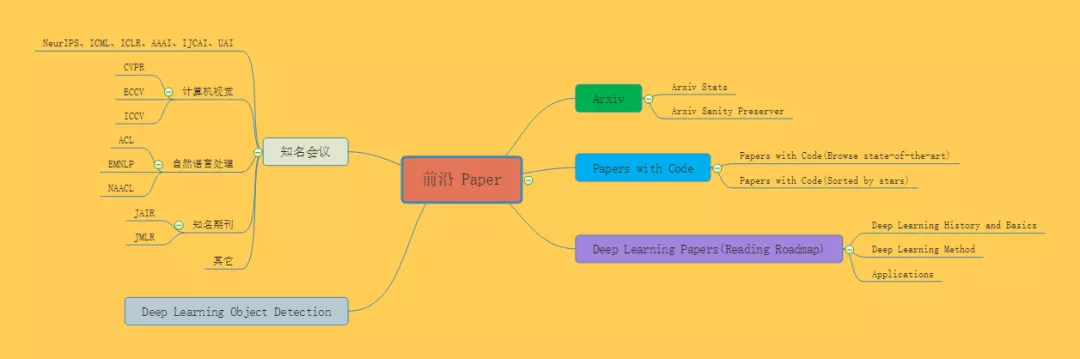 前沿 Paper
Arxiv
Arxiv Stats
Arxiv Sanity Preserver
Papers with Code
Papers with Code(Browse state-of-the-art)
Papers with Code(Sorted by stars)
Deep Learning Papers(Reading Roadmap)
Deep Learning History and Basics
Deep Learning Method
Applications
知名会议
NeurIPS、ICML、ICLR、AAAI、IJCAI、UAI
计算机视觉
CVPR
ECCV
ICCV
自然语言处理
ACL
EMNLP
NAACL
知名期刊
JAIR
JMLR
其它
Deep Learning Object Detection